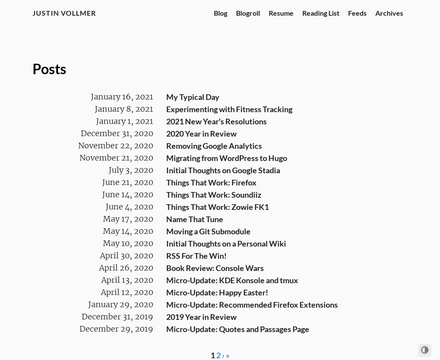 JUSTIN VOLLMER Blog Blogroll Resume Reading List Feeds Archives
Posts
January 16, 2021 My Typical Day
January 8, 2021 Experimenting with Fitness Tracking
January 1, 2021 2021 New Year's Resolutions
December 31, 2020 2020 Year in Review
November 22, 2020 Removing Google Analytics
November 21, 2020 Migrating from WordPress to Hugo
July 3, 2020 Initial Thoughts on Google Stadia
June 21, 2020 Things That Work: Firefox
June 14, 2020 Things That Work: Soundiiz
June 4, 2020 Things That Work: Zowie FK1
May 17, 2020 Name That Tune
May 14, 2020 Moving a Git Submodule
May 10, 2020 Initial Thoughts on a Personal Wiki
April 30, 2020 RSS For The Win!
April 26, 2020 Book Review: Console Wars
April 13, 2020 Micro-Update: KDE Konsole and tmux
April 12, 2020 Micro-Update: Happy Easter!
January 29, 2020 Micro-Update: Recommended Firefox Extensions
December 31, 2019 2019 Year in Review
December 29, 2019 Micro-Update: Quotes and Passages Page
1 2 › »